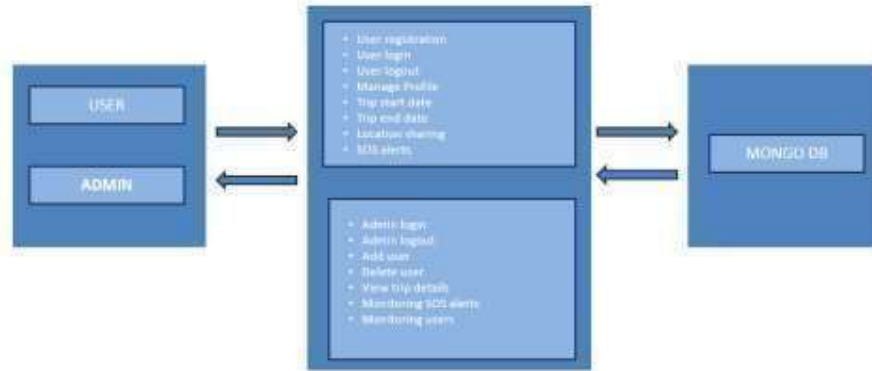 USER
ADMIN
• User registration
• User login
• User logout
• Manage Profile
• Trip start date
• Trip end date
• Location sharing
• SOS alerts
• Admin login
• Admin logout
• Add user
• Delete user
• View trip details
• Monitoring SOS alerts
• Monitoring users
MONGO DB